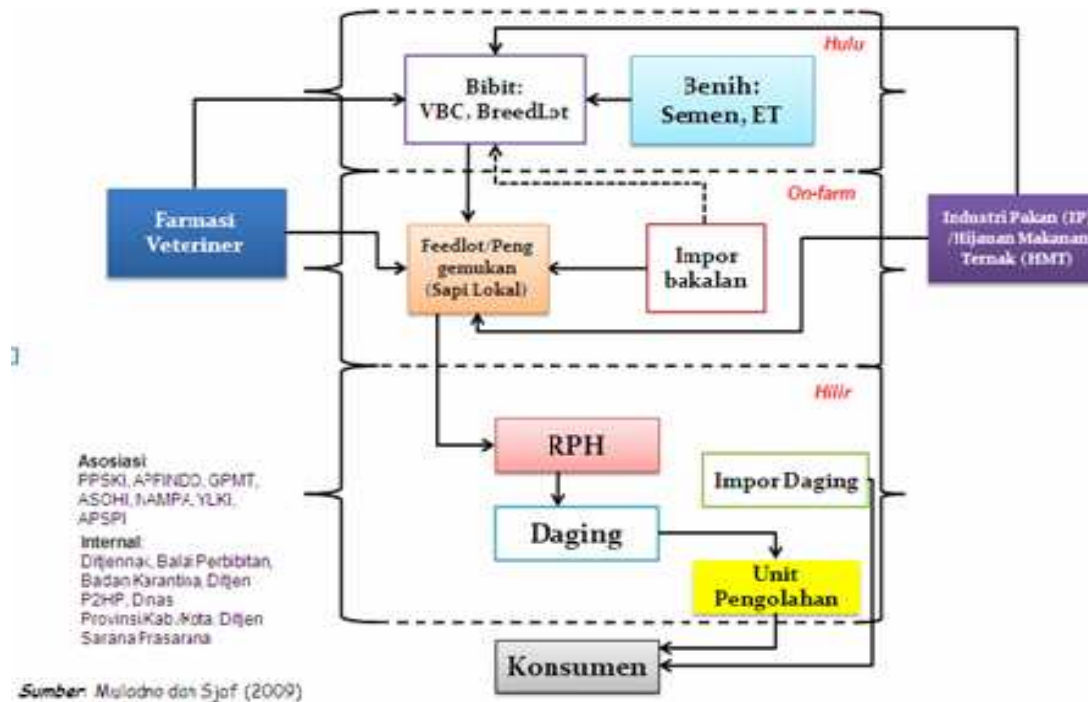 Hulu
Bibit:
VBC, BreedLot
Benih:
Semen, ET
On-farm
Farmasi
Veteriner
Feedlot/Peng
gemukan
(Sapi Lokal)
Impor
bakalan
Industri Pakan (IP
/Hijauan Makanan
Ternak (HMT)
Hilir
RPH
Impor Daging
Daging
Unit
Pengolahan
Konsumen
Asosiasi
PPSKI, APFINDO, GPMT,
ASOHI, NAMPA, YLKI,
APSPI
Internal
Ditjennak, Balai Perbibitan,
Badan Karantina, Ditjen
P2HP, Dinas
Provinsi Kab./Kota, Ditjen
Sarana Prasarana
Sumber: Muladno dan Sjaf (2009)